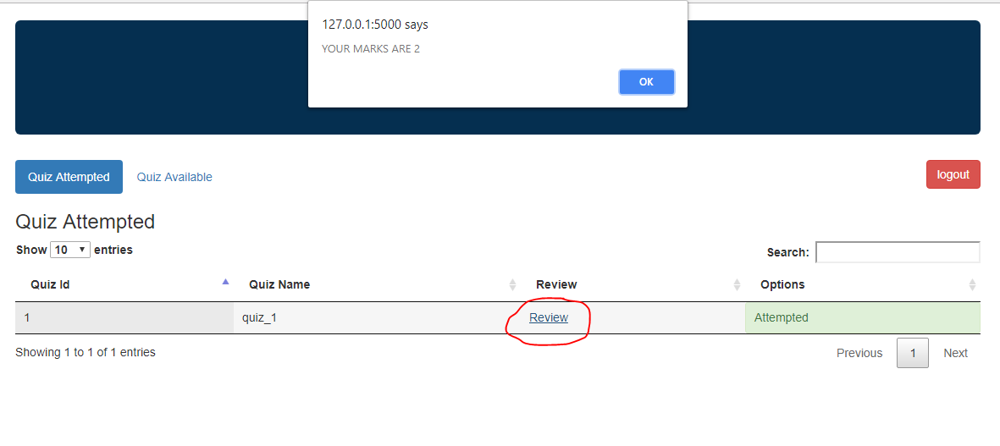 127.0.0.1:5000 says
YOUR MARKS ARE 2
OK
Quiz Attempted Quiz Available logout
Quiz Attempted
Show 10 entries Search:
Quiz Id Quiz Name Review Options
1 quiz_1 Review Attempted
Showing 1 to 1 of 1 entries Previous 1 Next